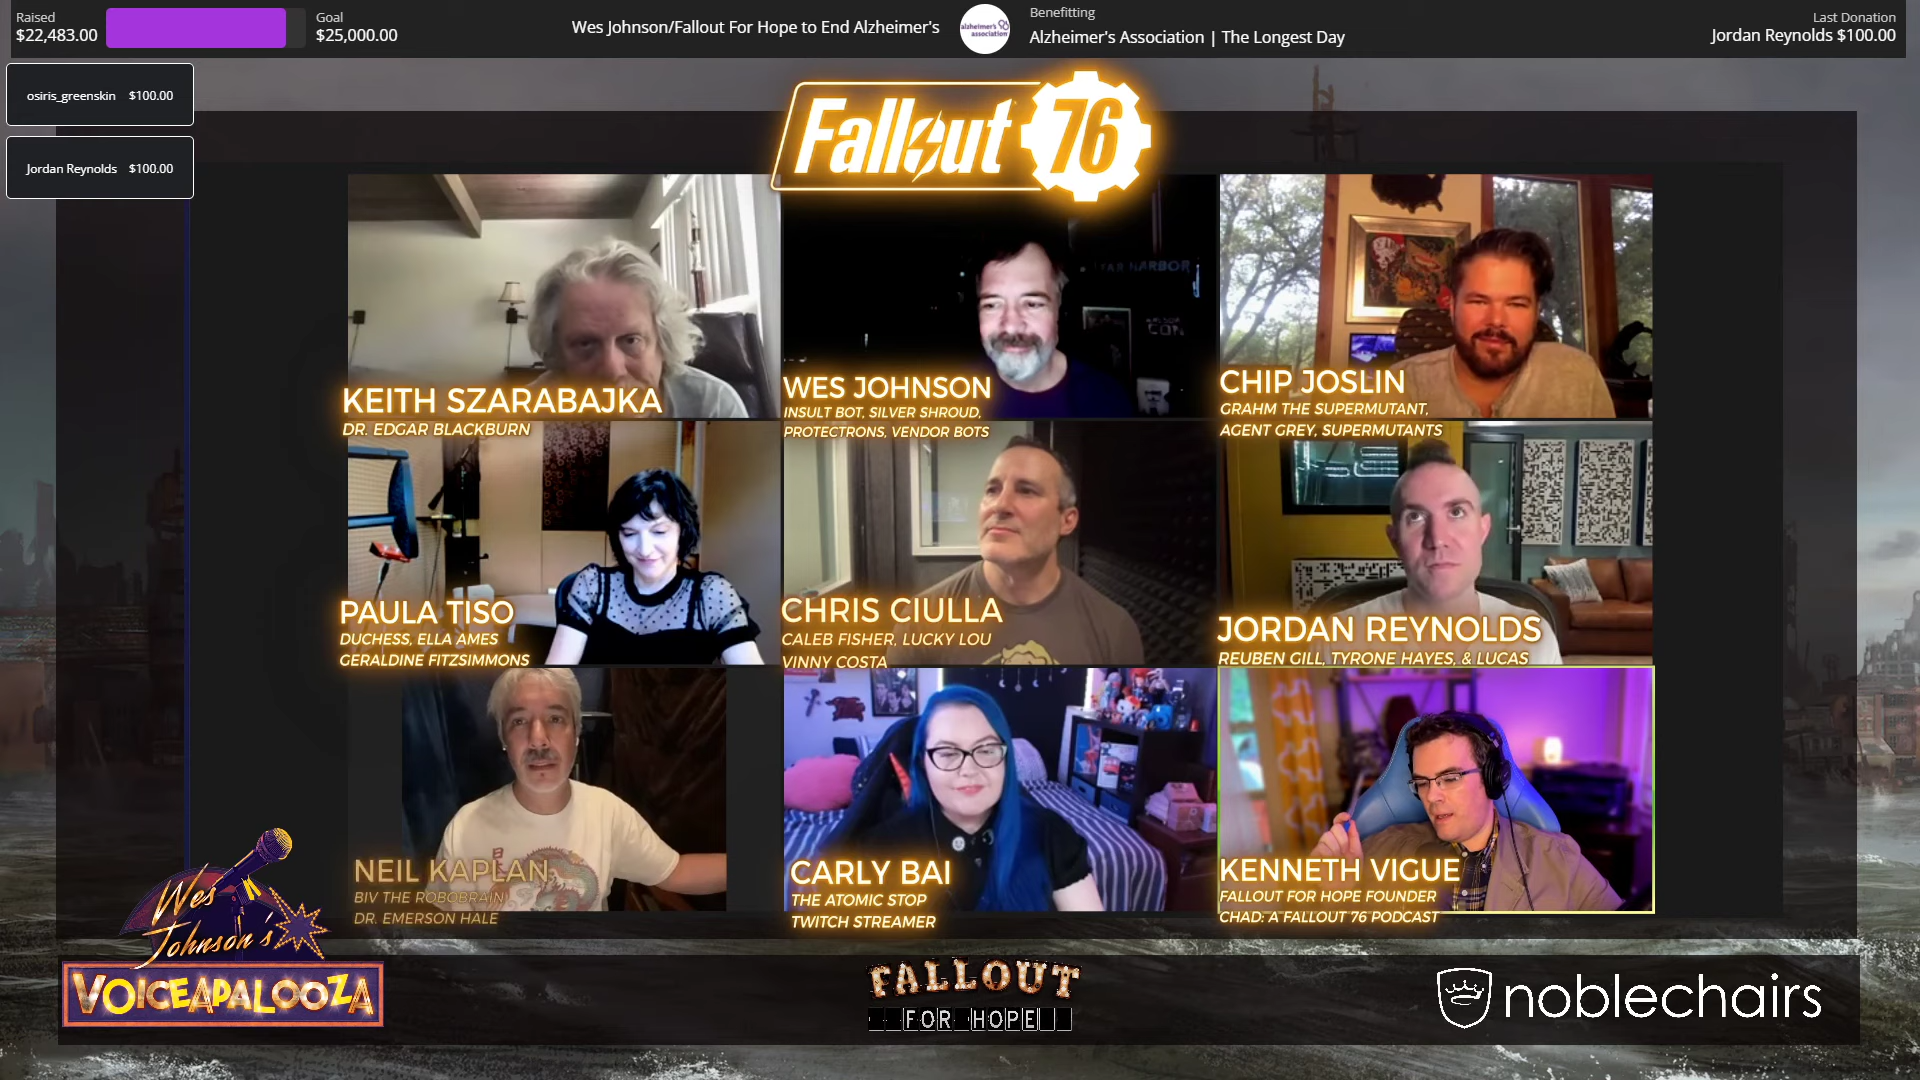 Raised
$22,483.00
Goal
$25,000.00
Wes Johnson/Fallout For Hope to End Alzheimer's
alzheimer's association
Benefitting
Alzheimer's Association | The Longest Day
Last Donation
Jordan Reynolds $100.00
osiris_greenskin $100.00
Jordan Reynolds $100.00
Fallout 76
KEITH SZARABAJKA
DR. EDGAR BLACKBURN
WES JOHNSON
INSULT BOT, SILVER SHROUD,
PROTECTRONS, VENDOR BOTS
CHIP JOSLIN
GRAHM THE SUPERMUTANT,
AGENT GREY, SUPERMUTANTS
PAULA TISO
DUCHESS, ELLA AMES
GERALDINE FITZSIMMONS
CHRIS CIULLA
CALEB FISHER, LUCKY LOU
VINNY COSTA
JORDAN REYNOLDS
REUBEN GILL, TYRONE HAYES, & LUCAS
NEIL KAPLAN
BIV THE ROBOBRAIN
DR. EMERSON HALE
CARLY BAI
THE ATOMIC STOP
TWITCH STREAMER
KENNETH VIGUE
FALLOUT FOR HOPE FOUNDER
CHAD: A FALLOUT 76 PODCAST
Wes
Johnson's
VOICEAPALOOZA
FALLOUT
FOR HOPE
noblechairs